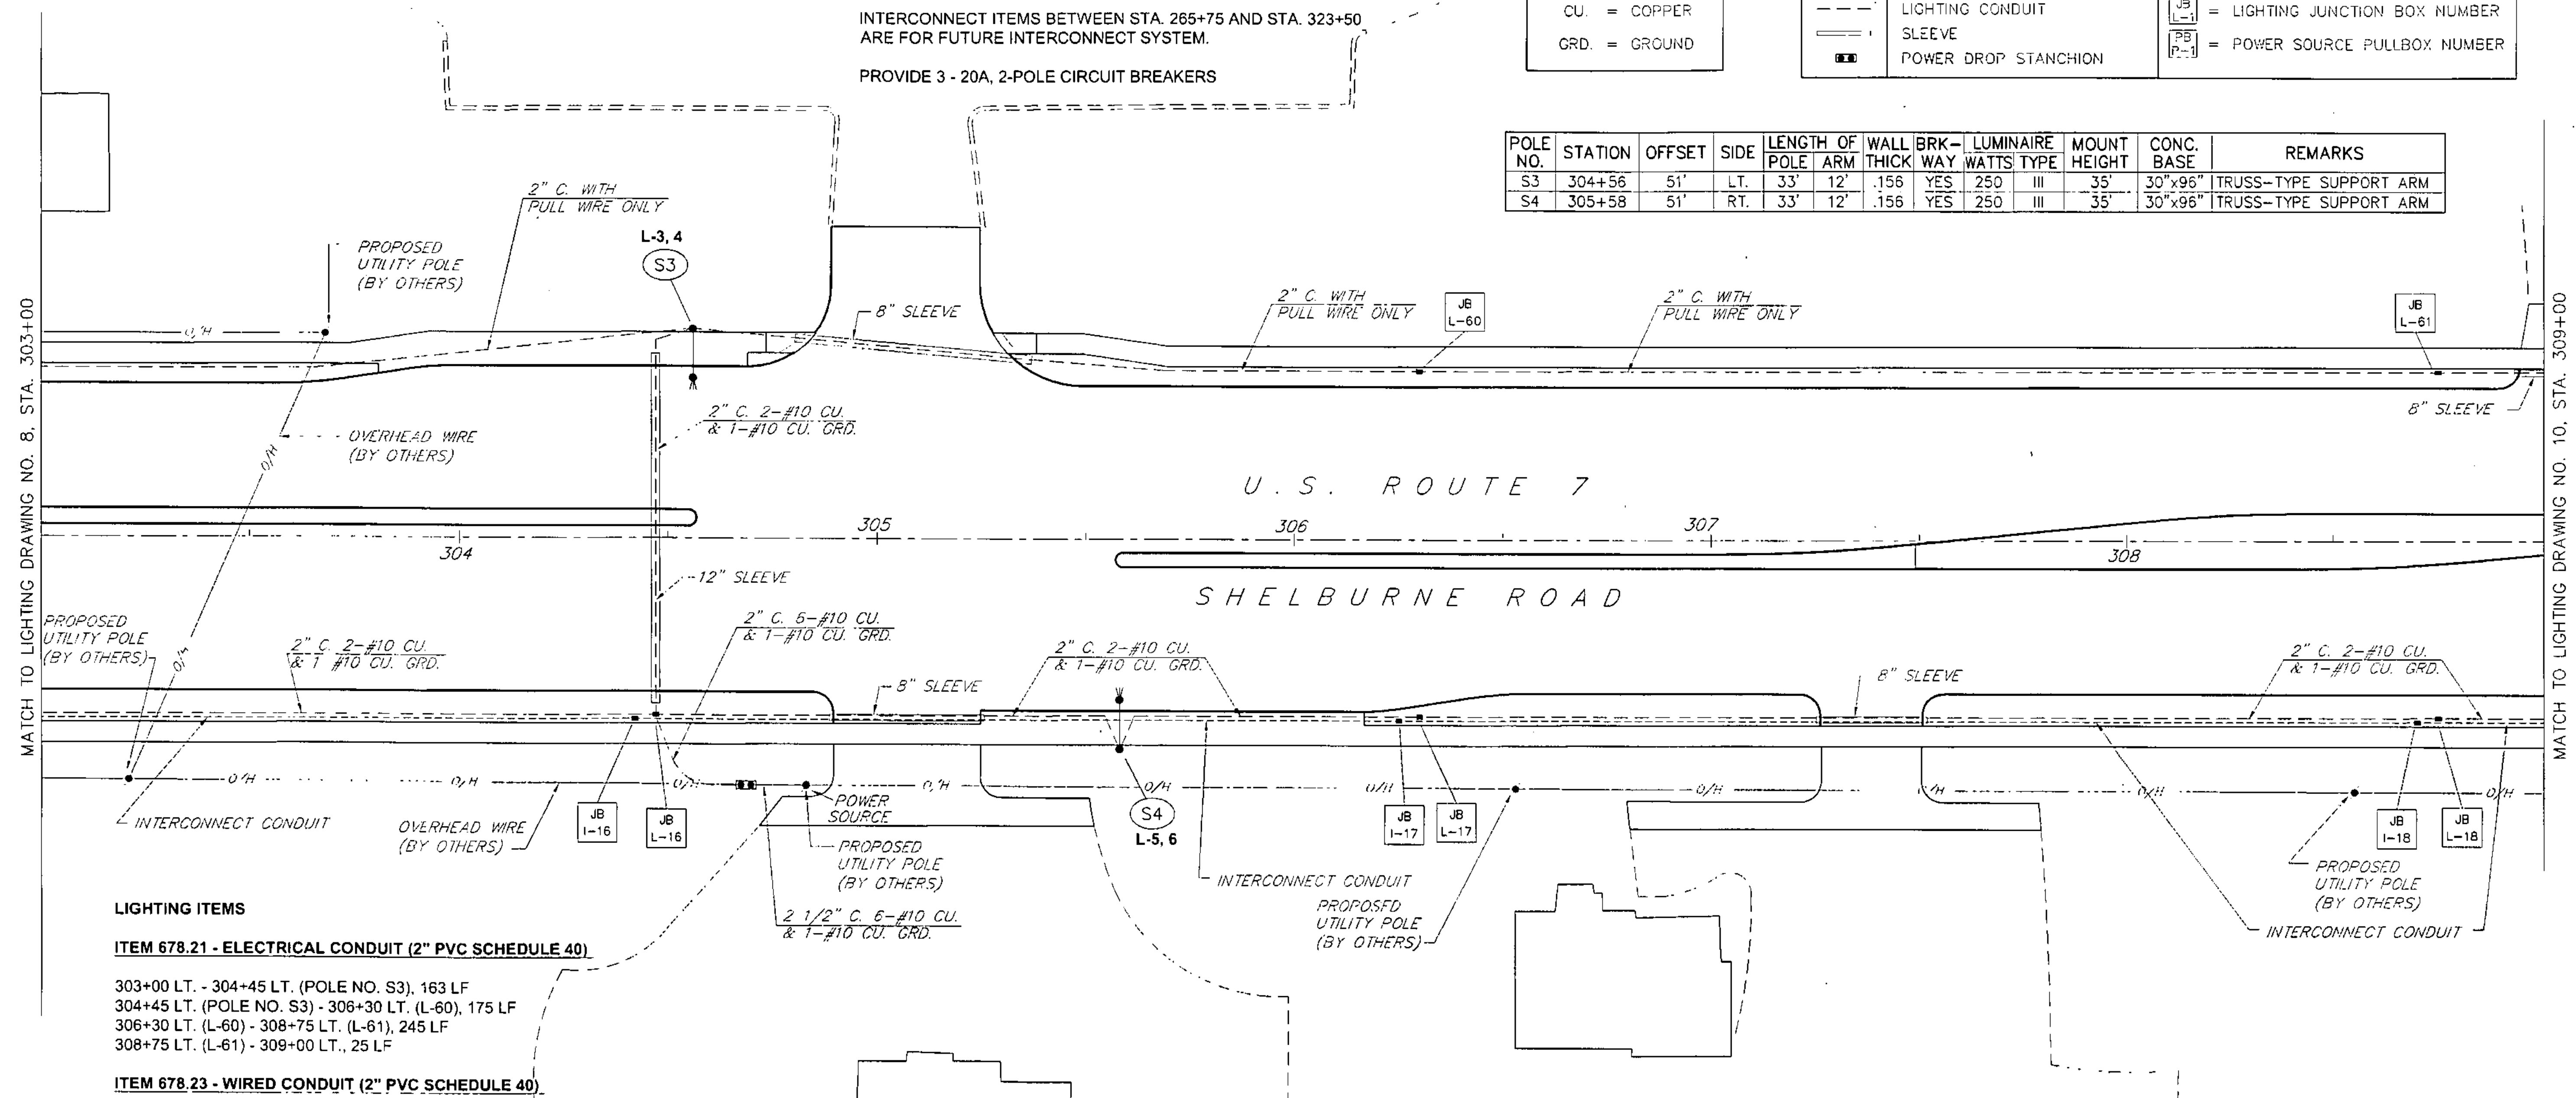 INTERCONNECT ITEMS BETWEEN STA. 265+75 AND STA. 323+50
ARE FOR FUTURE INTERCONNECT SYSTEM.
PROVIDE 3 - 20A, 2-POLE CIRCUIT BREAKERS
CU. = COPPER
GRD. = GROUND
LIGHTING CONDUIT
SLEEVE
POWER DROP STANCHION
JB L-1 = LIGHTING JUNCTION BOX NUMBER
PB P-1 = POWER SOURCE PULLBOX NUMBER
POLE NO. STATION OFFSET SIDE LENGTH OF POLE ARM WALL THICK BRK-WAY LUMINAIRE WATTS TYPE MOUNT HEIGHT CONC. BASE REMARKS
S3 304+56 51' LT. 33' 12' .156 YES 250 III 35' 30"x96" TRUSS-TYPE SUPPORT ARM
S4 305+58 51' RT. 33' 12' .156 YES 250 III 35' 30"x96" TRUSS-TYPE SUPPORT ARM
MATCH TO LIGHTING DRAWING NO. 8, STA. 303+00
2" C. WITH
PULL WIRE ONLY
PROPOSED
UTILITY POLE
(BY OTHERS)
L-3, 4
S3
O/H
8" SLEEVE
2" C. WITH
PULL WIRE ONLY
JB
L-60
2" C. WITH
PULL WIRE ONLY
JB
L-61
8" SLEEVE
MATCH TO LIGHTING DRAWING NO. 10, STA. 309+00
2" C. 2-#10 CU.
& 1-#10 CU. GRD.
OVERHEAD WIRE
(BY OTHERS)
O/H
U.S. ROUTE 7
304
305
306
307
308
12" SLEEVE
SHELBURNE ROAD
PROPOSED
UTILITY POLE
(BY OTHERS)
O/H
2" C. 2-#10 CU.
& 1 #10 CU. GRD.
2" C. 6-#10 CU.
& 1-#10 CU. GRD.
8" SLEEVE
2" C. 2-#10 CU.
& 1-#10 CU. GRD.
8" SLEEVE
2" C. 2-#10 CU.
& 1-#10 CU. GRD.
O/H O/H O/H O/H O/H O/H O/H O/H O/H O/H
INTERCONNECT CONDUIT
OVERHEAD WIRE
(BY OTHERS)
JB
I-16
JB
L-16
POWER
SOURCE
PROPOSED
UTILITY POLE
(BY OTHERS)
2 1/2" C. 6-#10 CU.
& 1-#10 CU. GRD.
S4
L-5, 6
INTERCONNECT CONDUIT
JB
I-17
JB
L-17
PROPOSED
UTILITY POLE
(BY OTHERS)
JB
I-18
JB
L-18
PROPOSED
UTILITY POLE
(BY OTHERS)
INTERCONNECT CONDUIT
LIGHTING ITEMS
ITEM 678.21 - ELECTRICAL CONDUIT (2" PVC SCHEDULE 40)
303+00 LT. - 304+45 LT. (POLE NO. S3), 163 LF
304+45 LT. (POLE NO. S3) - 306+30 LT. (L-60), 175 LF
306+30 LT. (L-60) - 308+75 LT. (L-61), 245 LF
308+75 LT. (L-61) - 309+00 LT., 25 LF
ITEM 678.23 - WIRED CONDUIT (2" PVC SCHEDULE 40)